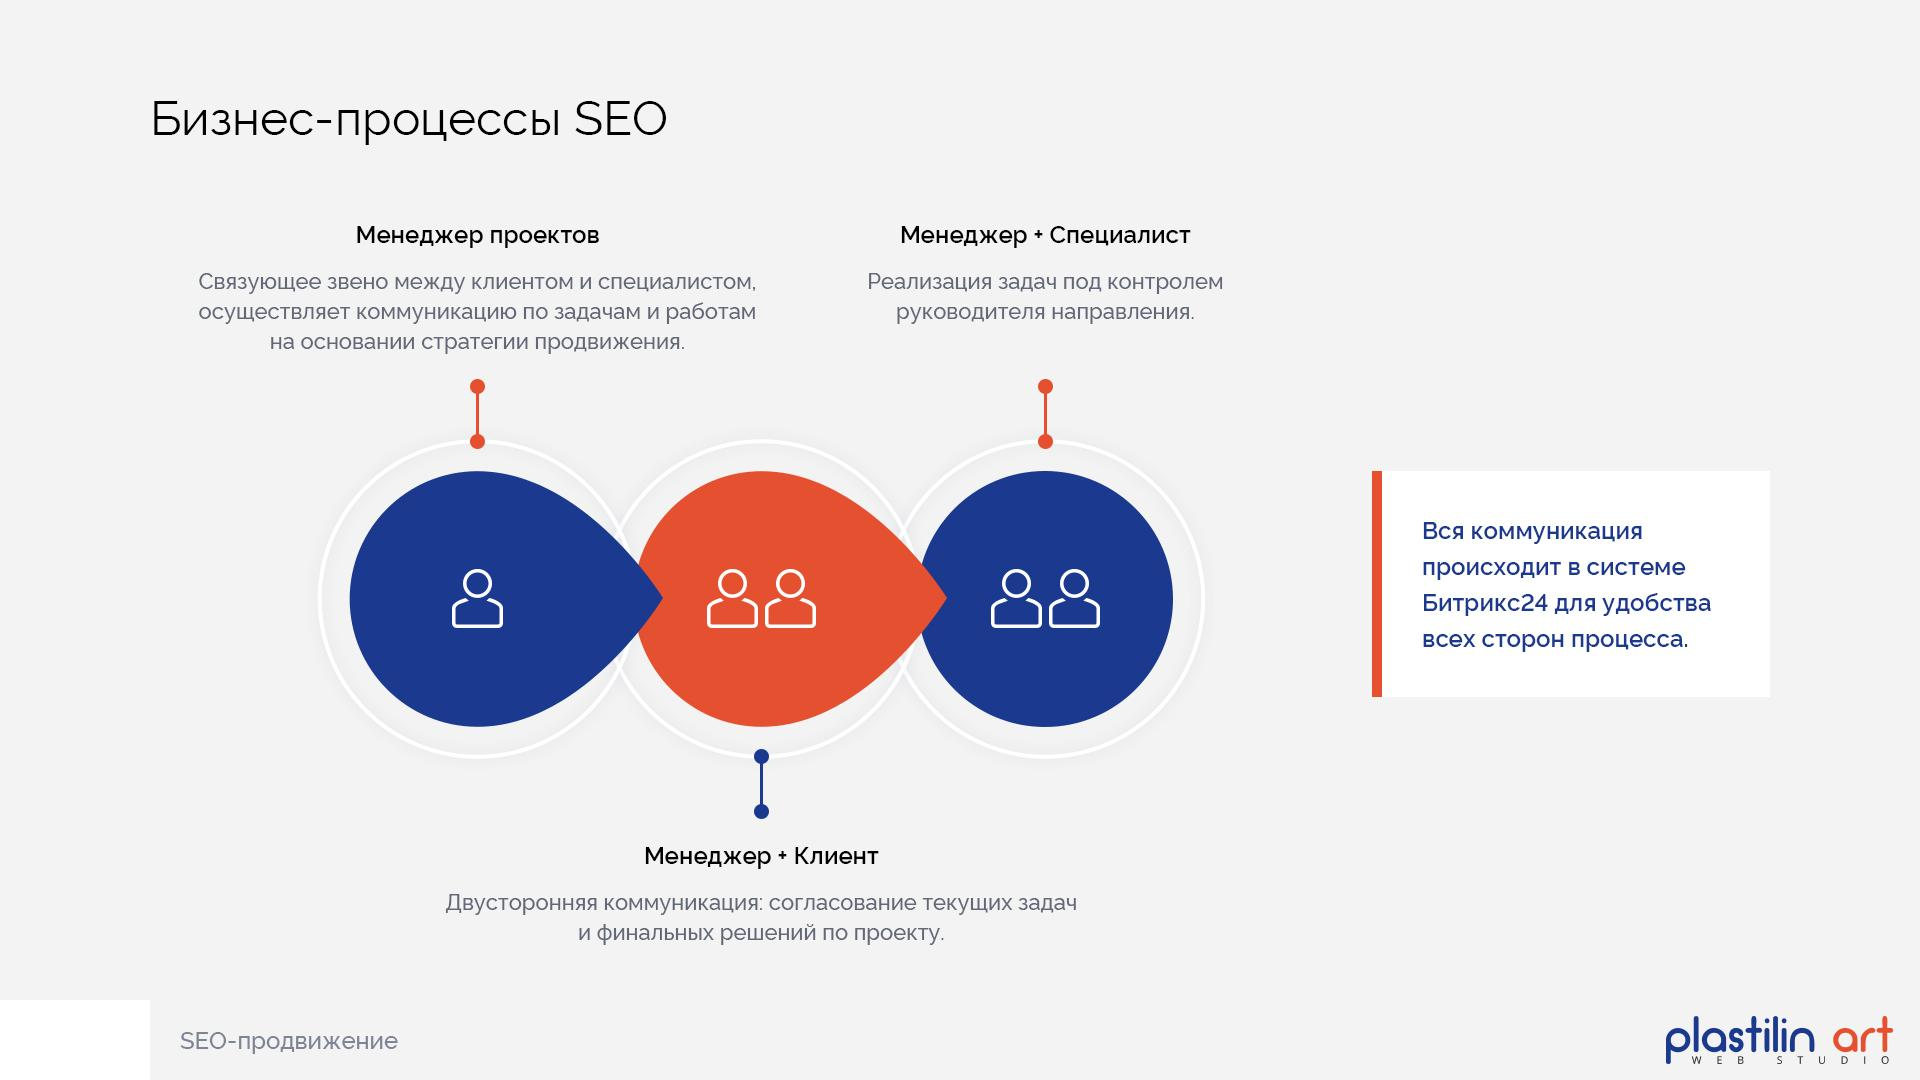 Бизнес-процессы SEO
Менеджер проектов
Связующее звено между клиентом и специалистом,
осуществляет коммуникацию по задачам и работам
на основании стратегии продвижения.
Менеджер + Специалист
Реализация задач под контролем
руководителя направления.
Вся коммуникация
происходит в системе
Битрикс24 для удобства
всех сторон процесса.
Менеджер + Клиент
Двусторонняя коммуникация: согласование текущих задач
и финальных решений по проекту.
SEO-продвижение
plastilin art
WEB STUDIO